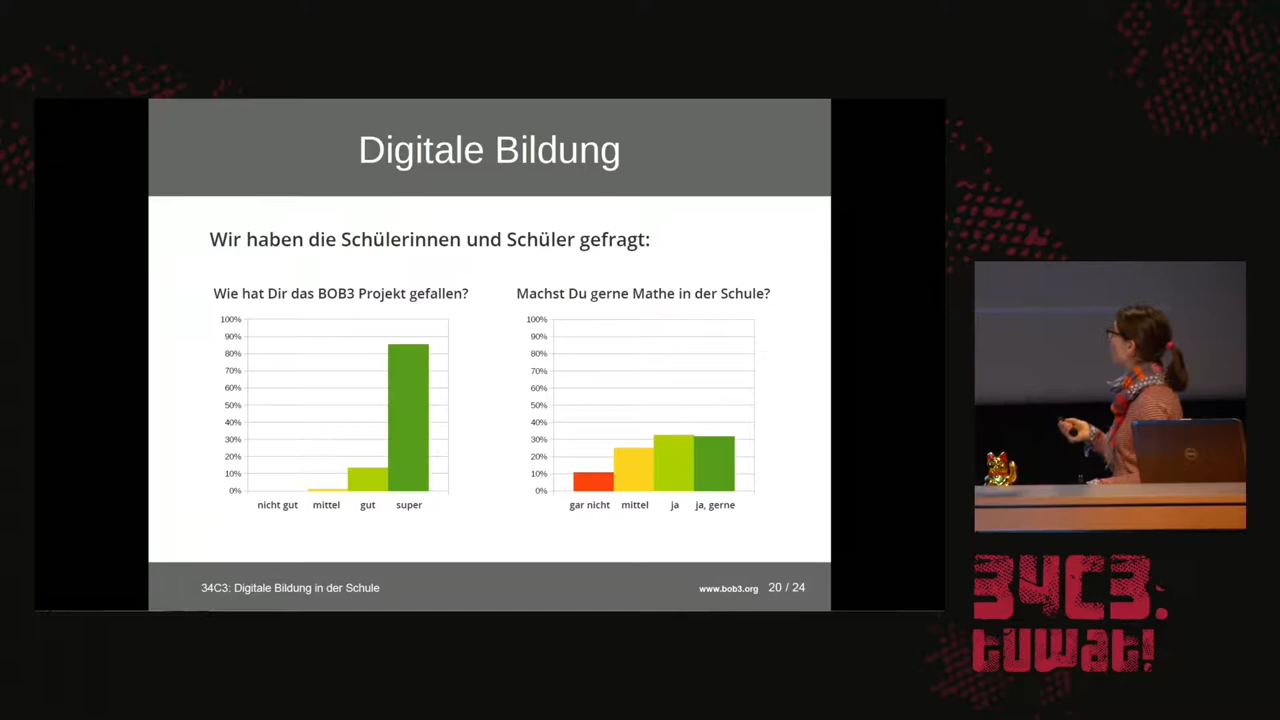 Digitale Bildung
Wir haben die Schülerinnen und Schüler gefragt:
Wie hat Dir das BOB3 Projekt gefallen?
100%
90%
80%
70%
60%
50%
40%
30%
20%
10%
0%
nicht gut mittel gut super
Machst Du gerne Mathe in der Schule?
100%
90%
80%
70%
60%
50%
40%
30%
20%
10%
0%
gar nicht mittel ja ja, gerne
34C3: Digitale Bildung in der Schule
www.bob3.org 20 / 24
34C3.
tuwat!